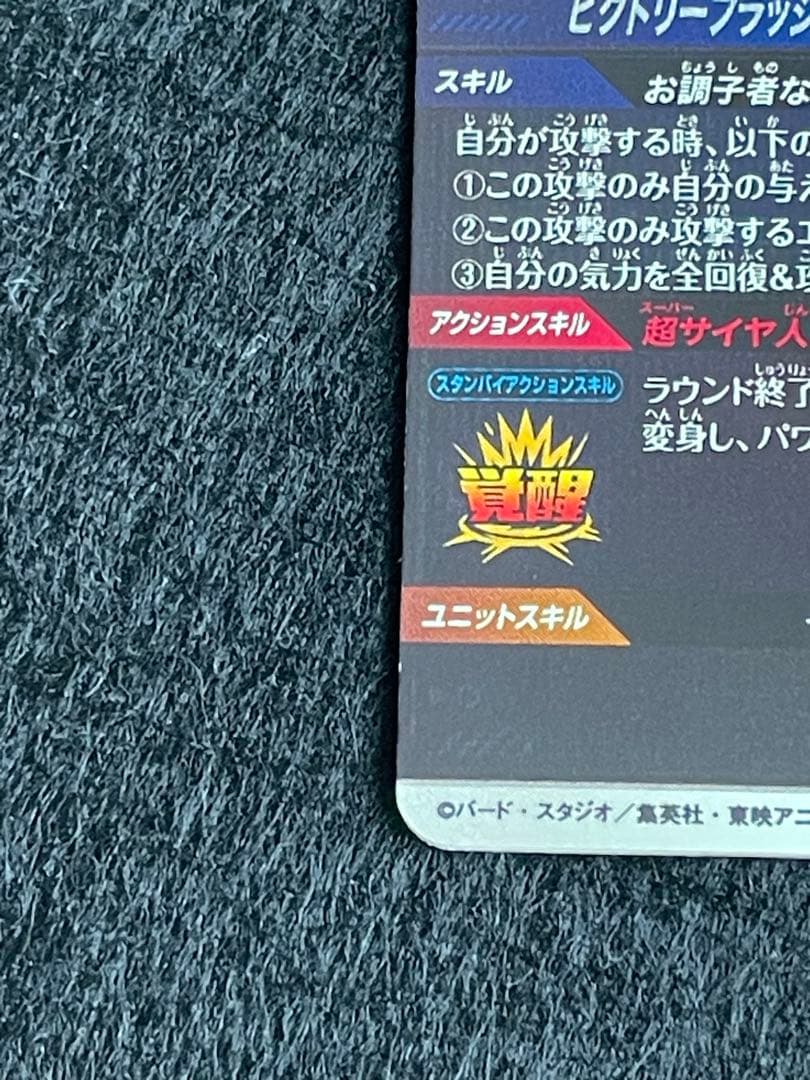 ビクトリーフラッシ
スキル
お調子者な
自分が攻撃する時、以下の
①この攻撃のみ自分の与え
②この攻撃のみ攻撃する
③自分の気力を全回復&
アクションスキル
超サイヤ人
スタンバイアクションスキル
ラウンド終了
変身し、パワ
覚醒
ユニットスキル
©バード・スタジオ／集英社・東映アニ